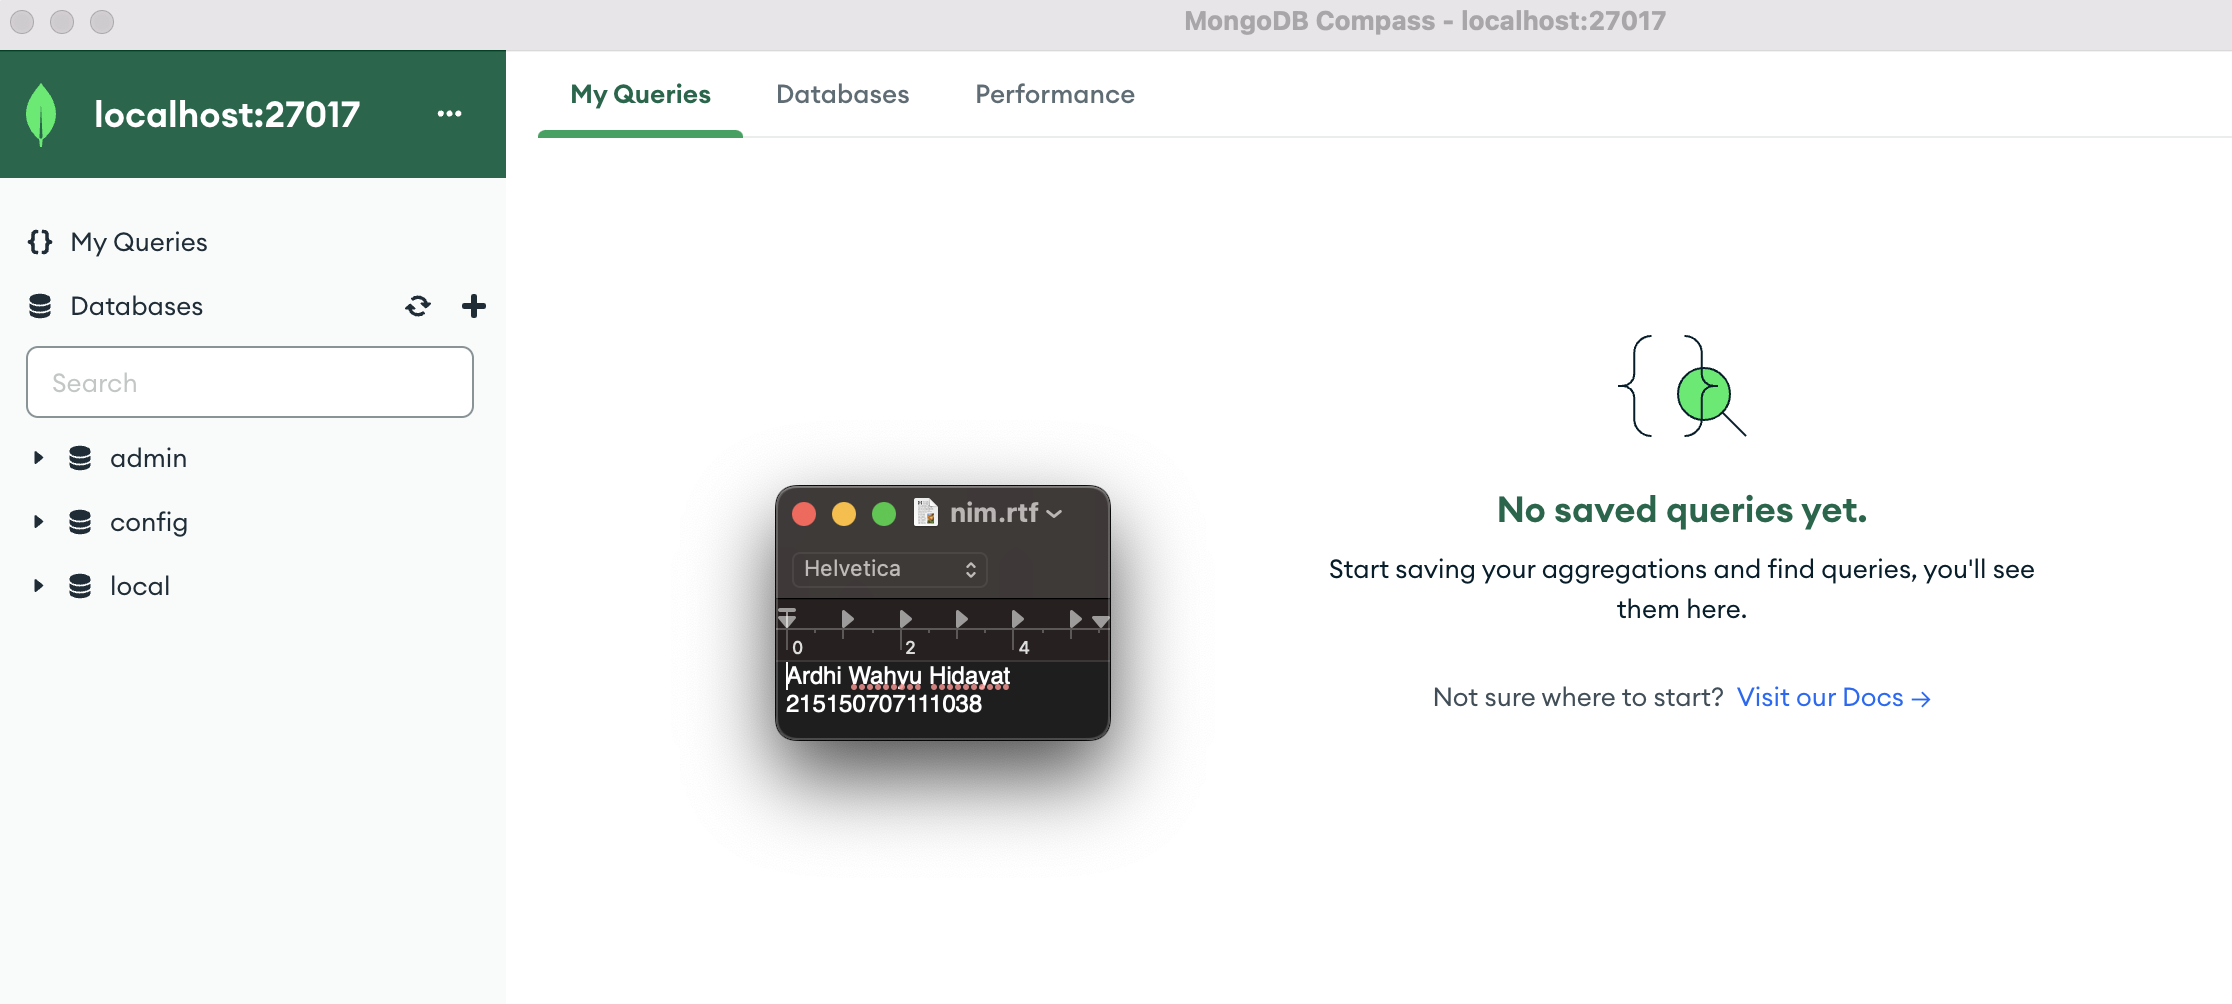 MongoDB Compass - localhost:27017
localhost:27017
My Queries
Databases
Performance
{} My Queries
Databases
Search
admin
config
local
nim.rtf
Helvetica
0 2 4
Ardhi Wahyu Hidayat
215150707111038
No saved queries yet.
Start saving your aggregations and find queries, you'll see
them here.
Not sure where to start? Visit our Docs →